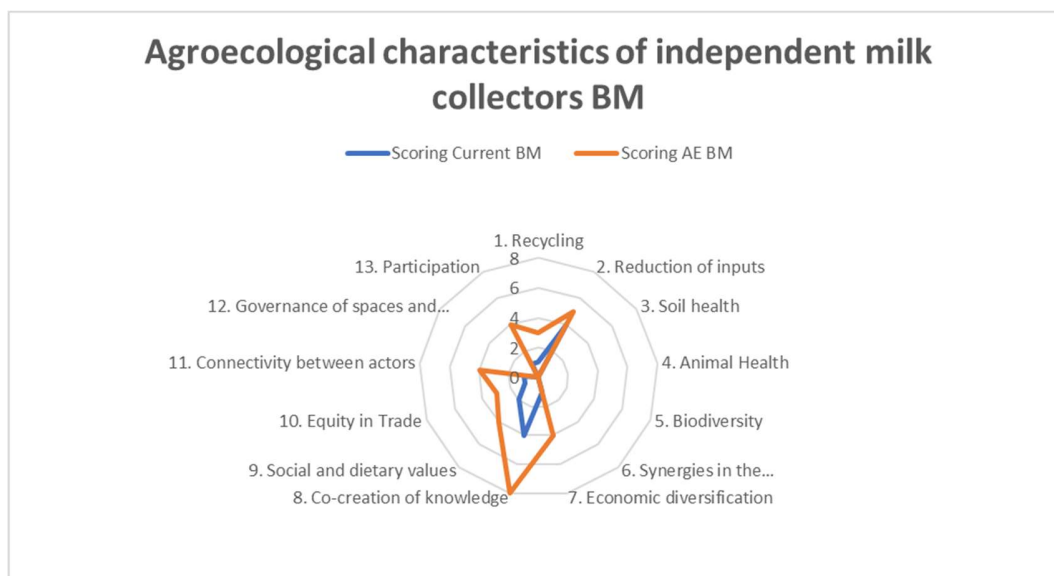 Agroecological characteristics of independent milk
collectors BM
Scoring Current BM
Scoring AE BM
1. Recycling
2. Reduction of inputs
3. Soil health
4. Animal Health
5. Biodiversity
6. Synergies in the...
7. Economic diversification
8. Co-creation of knowledge
9. Social and dietary values
10. Equity in Trade
11. Connectivity between actors
12. Governance of spaces and...
13. Participation
8
6
4
2
0